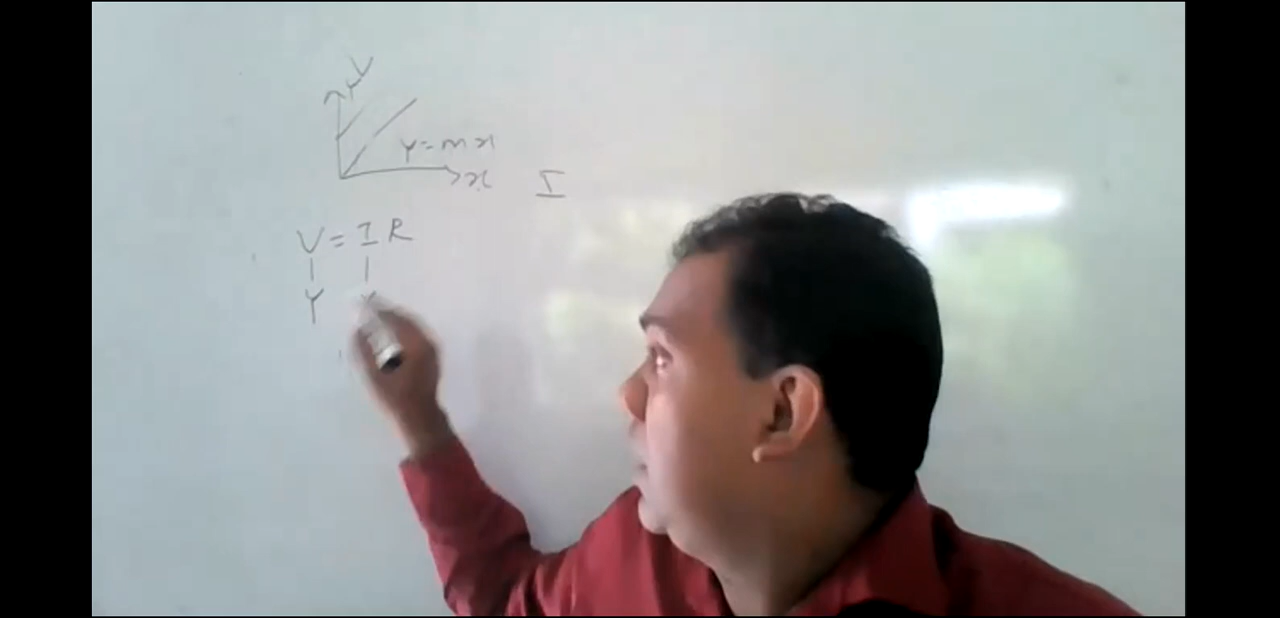 Y V
Y=mx
x I
V = I R
Y x